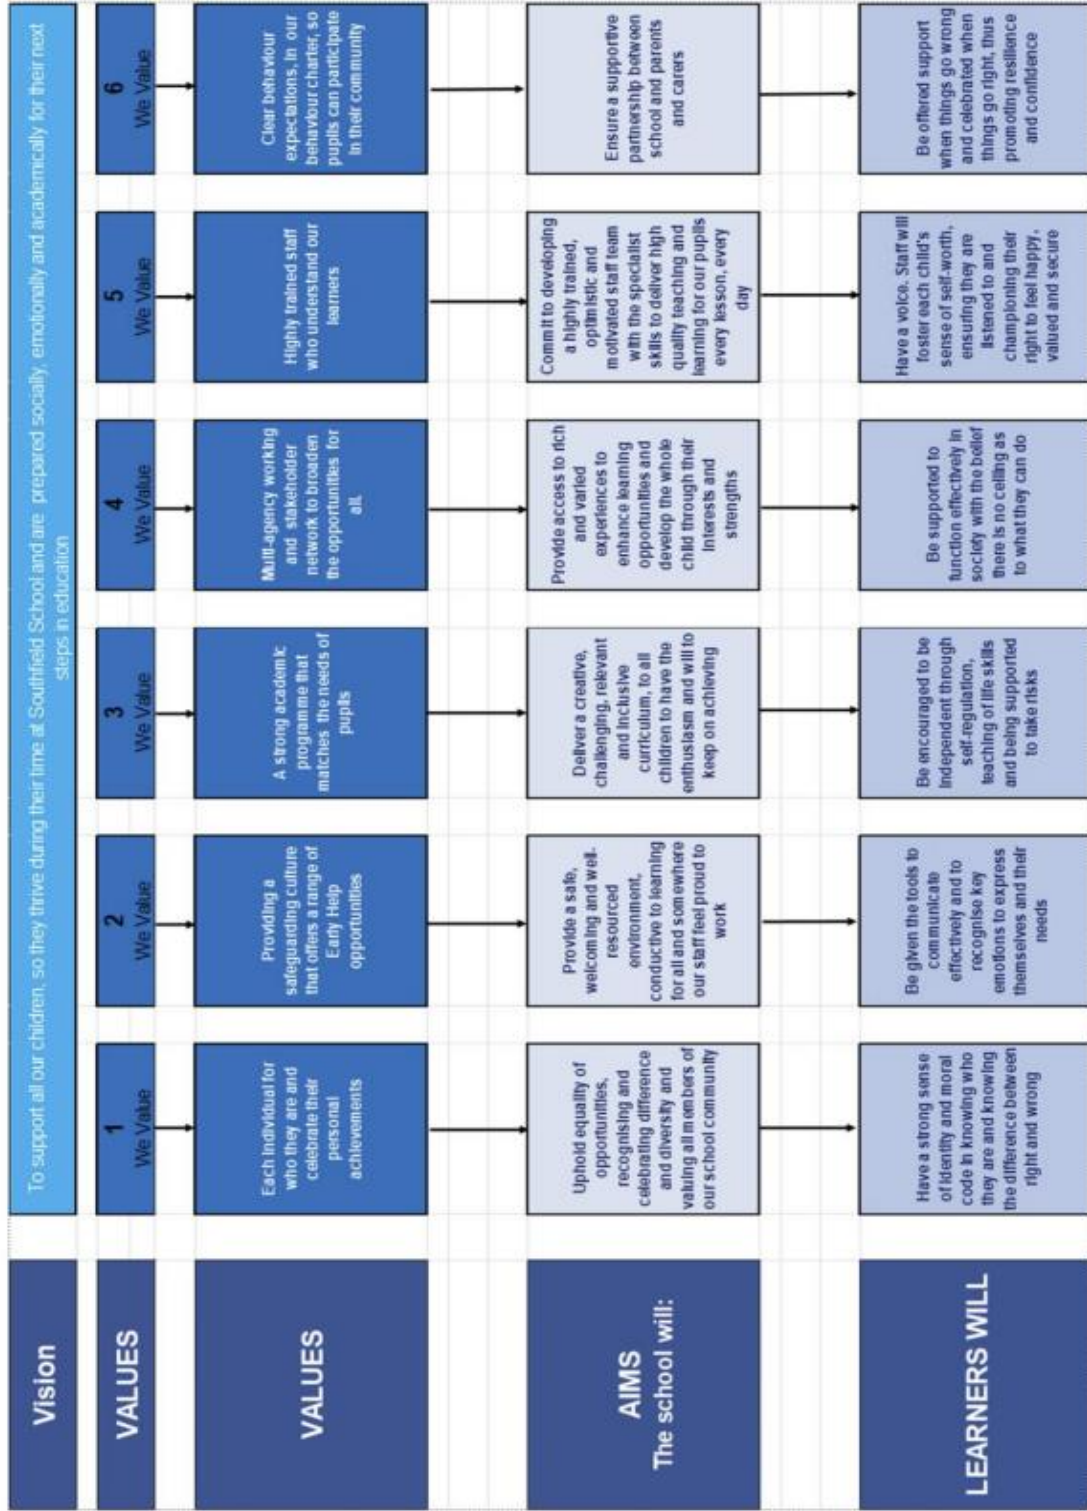 Vision
To support all our children, so they thrive during their time at Southfield School and are prepared socially, emotionally and academically for their next
steps in education
VALUES
1
We Value
2
We Value
3
We Value
4
We Value
5
We Value
6
We Value
VALUES
Each individual for
who they are and
celebrate their
personal
achievements
Providing a
safeguarding culture
that offers a range of
Early Help
opportunities
A strong academic
programme that
matches the needs of
pupils
Multi-agency working
and stakeholder
network to broaden
the opportunities for
all.
Highly trained staff
who understand our
learners
Clear behaviour
expectations, in our
behaviour charter, so
pupils can participate
in their community
AIMS
The school will:
Uphold equality of
opportunities,
recognising and
celebrating difference
and diversity and
valuing all members of
our school community
Provide a safe,
welcoming and well-
resourced
environment,
conductive to learning
for all and somewhere
our staff feel proud to
work
Deliver a creative,
challenging, relevant
and inclusive
curriculum, to all
children to have the
enthusiasm and will to
keep on achieving
Provide access to rich
and varied
experiences to
enhance learning
opportunities and
develop the whole
child through their
interests and
strengths
Commit to developing
a highly trained,
optimistic and
motivated staff team
with the specialist
skills to deliver high
quality teaching and
learning for our pupils
every lesson, every
day
Ensure a supportive
partnership between
school and parents
and carers
LEARNERS WILL
Have a strong sense
of identity and moral
code in knowing who
they are and knowing
the difference between
right and wrong
Be given the tools to
communicate
effectively and to
recognise key
emotions to express
themselves and their
needs
Be encouraged to be
independent through
self-regulation,
teaching of life skills
and being supported
to take risks
Be supported to
function effectively in
society with the belief
there is no ceiling as
to what they can do
Have a voice. Staff will
foster each child's
sense of self-worth,
ensuring they are
listened to and
championing their
right to feel happy,
valued and secure
Be offered support
when things go wrong
and celebrated when
things go right, thus
promoting resilience
and confidence